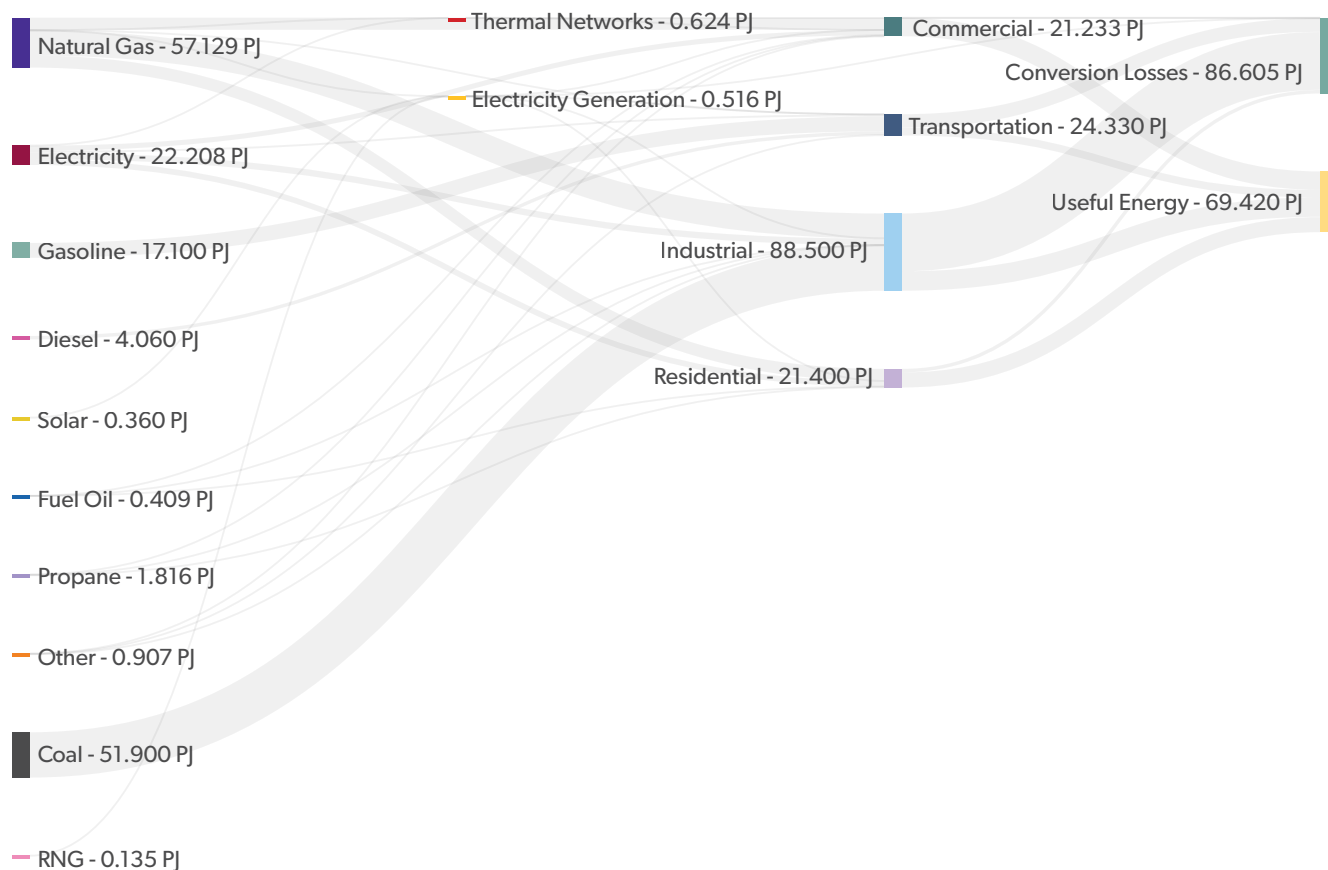 Natural Gas - 57.129 PJ
Electricity - 22.208 PJ
Gasoline - 17.100 PJ
Diesel - 4.060 PJ
Solar - 0.360 PJ
Fuel Oil - 0.409 PJ
Propane - 1.816 PJ
Other - 0.907 PJ
Coal - 51.900 PJ
RNG - 0.135 PJ
Thermal Networks - 0.624 PJ
Electricity Generation - 0.516 PJ
Commercial - 21.233 PJ
Transportation - 24.330 PJ
Industrial - 88.500 PJ
Residential - 21.400 PJ
Conversion Losses - 86.605 PJ
Useful Energy - 69.420 PJ